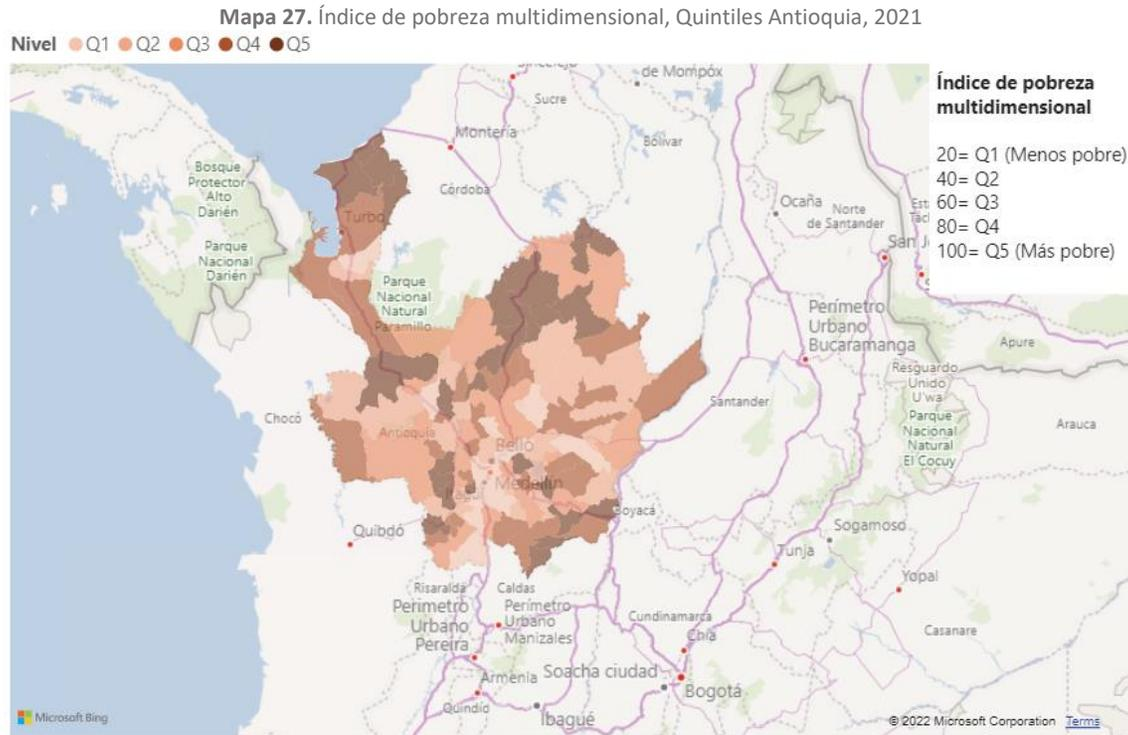 Mapa 27. Índice de pobreza multidimensional, Quintiles Antioquia, 2021
Nivel Q1 Q2 Q3 Q4 Q5
Índice de pobreza
multidimensional
20= Q1 (Menos pobre)
40= Q2
60= Q3
80= Q4
100= Q5 (Más pobre)
de Mompóx
Sucre
Montería
Bolívar
Córdoba
Bosque
Protector
Alto
Darién
Turbo
Ocaña
Norte
de Santander
Parque
Nacional
Darién
Parque
Nacional
Natural
Paramillo
Perímetro
Urbano
Bucaramanga
Apure
Resguardo
Unido
U'wa
Santander
Chocó
Antioquia
Parque
Nacional
Natural
El Cocuy
Arauca
Bello
Medellín
Itagüí
Boyacá
Quibdó
Sogamoso
Tunja
Yopal
Risaralda
Caldas
Perimetro
Urbano
Pereira
Perímetro
Urbano
Manizales
Cundinamarca
Chía
Casanare
Armenia
Soacha ciudad
Bogotá
Quindío
Ibagué
Microsoft Bing
© 2022 Microsoft Corporation Terms